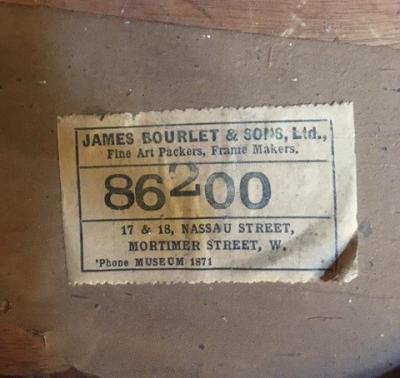 JAMES BOURLET & SONS, Ltd.,
Fine Art Packers, Frame Makers,
86200
17 & 18, NASSAU STREET,
MORTIMER STREET, W.
'Phone MUSEUM 1871